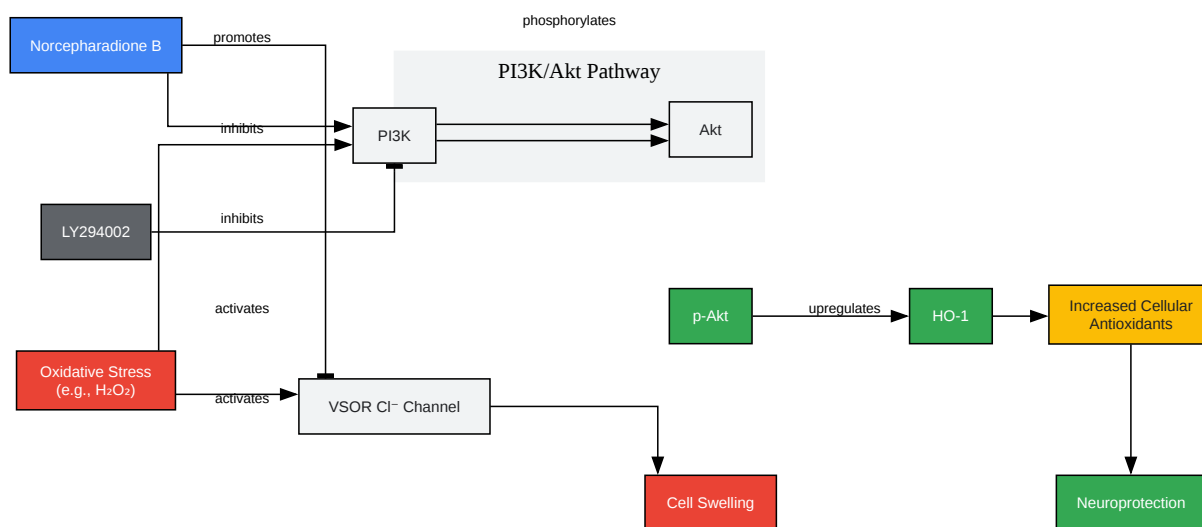 phosphorylates
Norcepharadione B
promotes
PI3K/Akt Pathway
inhibits
PI3K
Akt
LY294002
inhibits
activates
p-Akt
upregulates
HO-1
Increased Cellular
Antioxidants
Oxidative Stress
(e.g., H₂O₂)
activates
VSOR Cl⁻ Channel
Cell Swelling
Neuroprotection